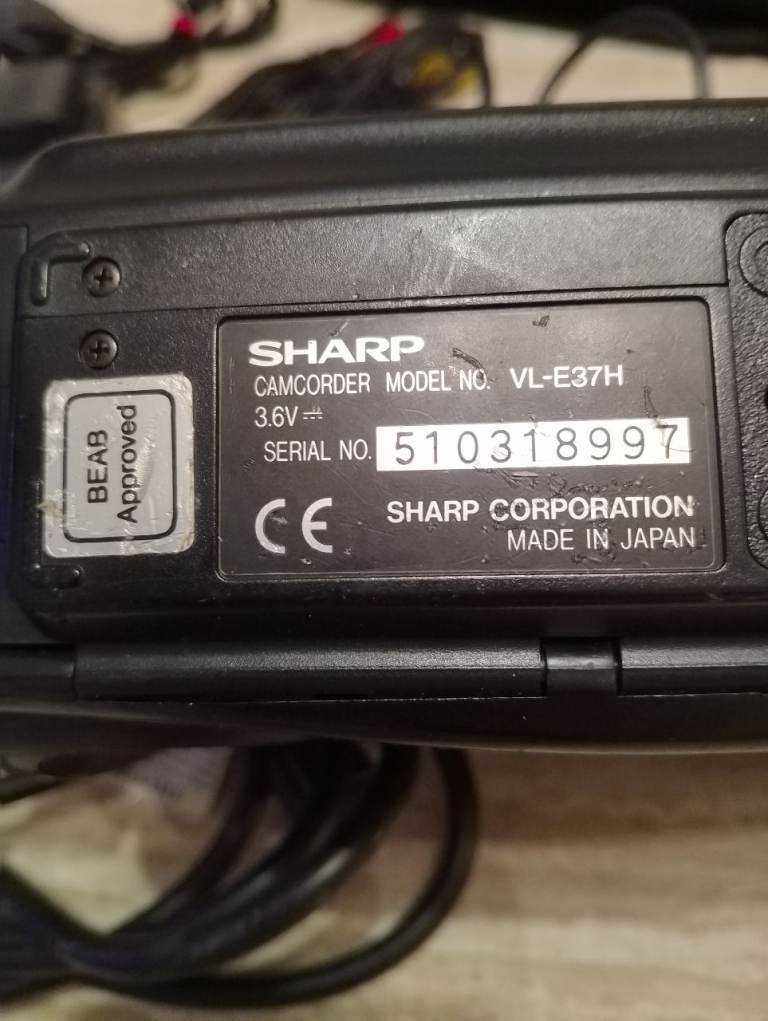 SHARP
CAMCORDER MODEL NO. VL-E37H
3.6V ⎓
SERIAL NO. 510318997
CE SHARP CORPORATION
MADE IN JAPAN
BEAB
Approved